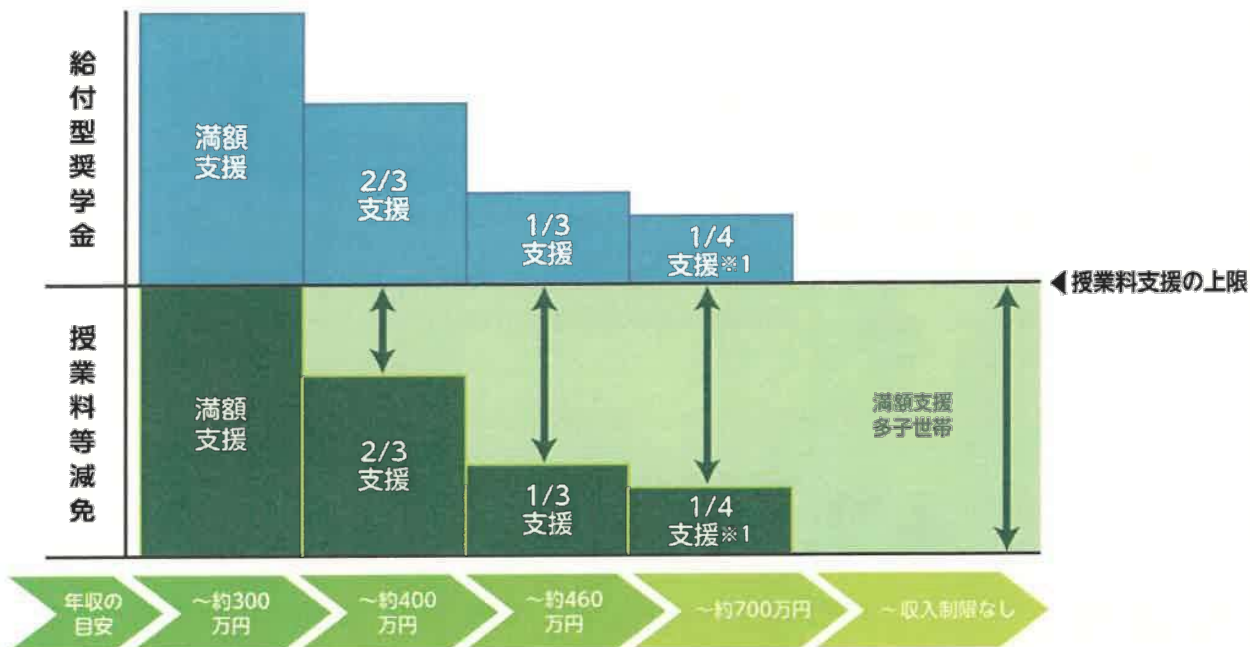 給付型奨学金
満額
支援
2/3
支援
1/3
支援
1/4
支援※1
◀授業料支援の上限
授業料等減免
満額
支援
2/3
支援
1/3
支援
1/4
支援※1
満額支援
多子世帯
年収の
目安
～約300
万円
～約400
万円
～約460
万円
～約700万円
～収入制限なし